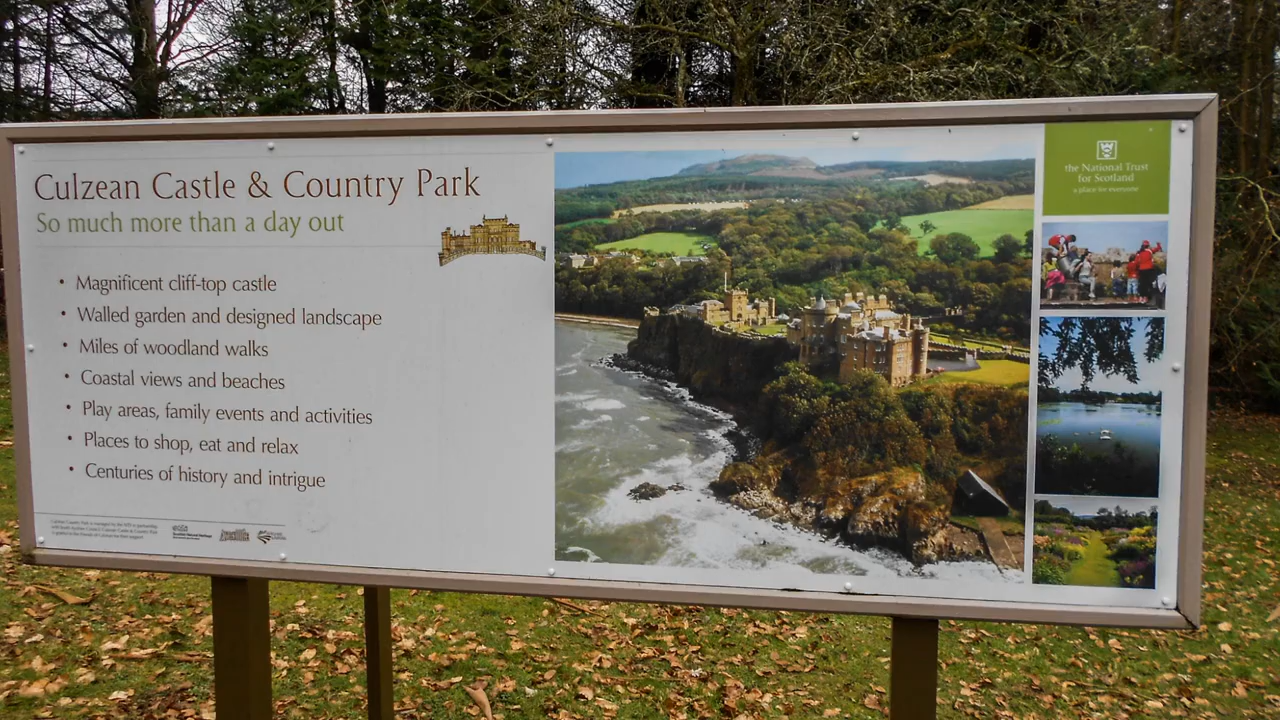 Culzean Castle & Country Park
So much more than a day out
• Magnificent cliff-top castle
• Walled garden and designed landscape
• Miles of woodland walks
• Coastal views and beaches
• Play areas, family events and activities
• Places to shop, eat and relax
• Centuries of history and intrigue
the National Trust
for Scotland
a place for everyone